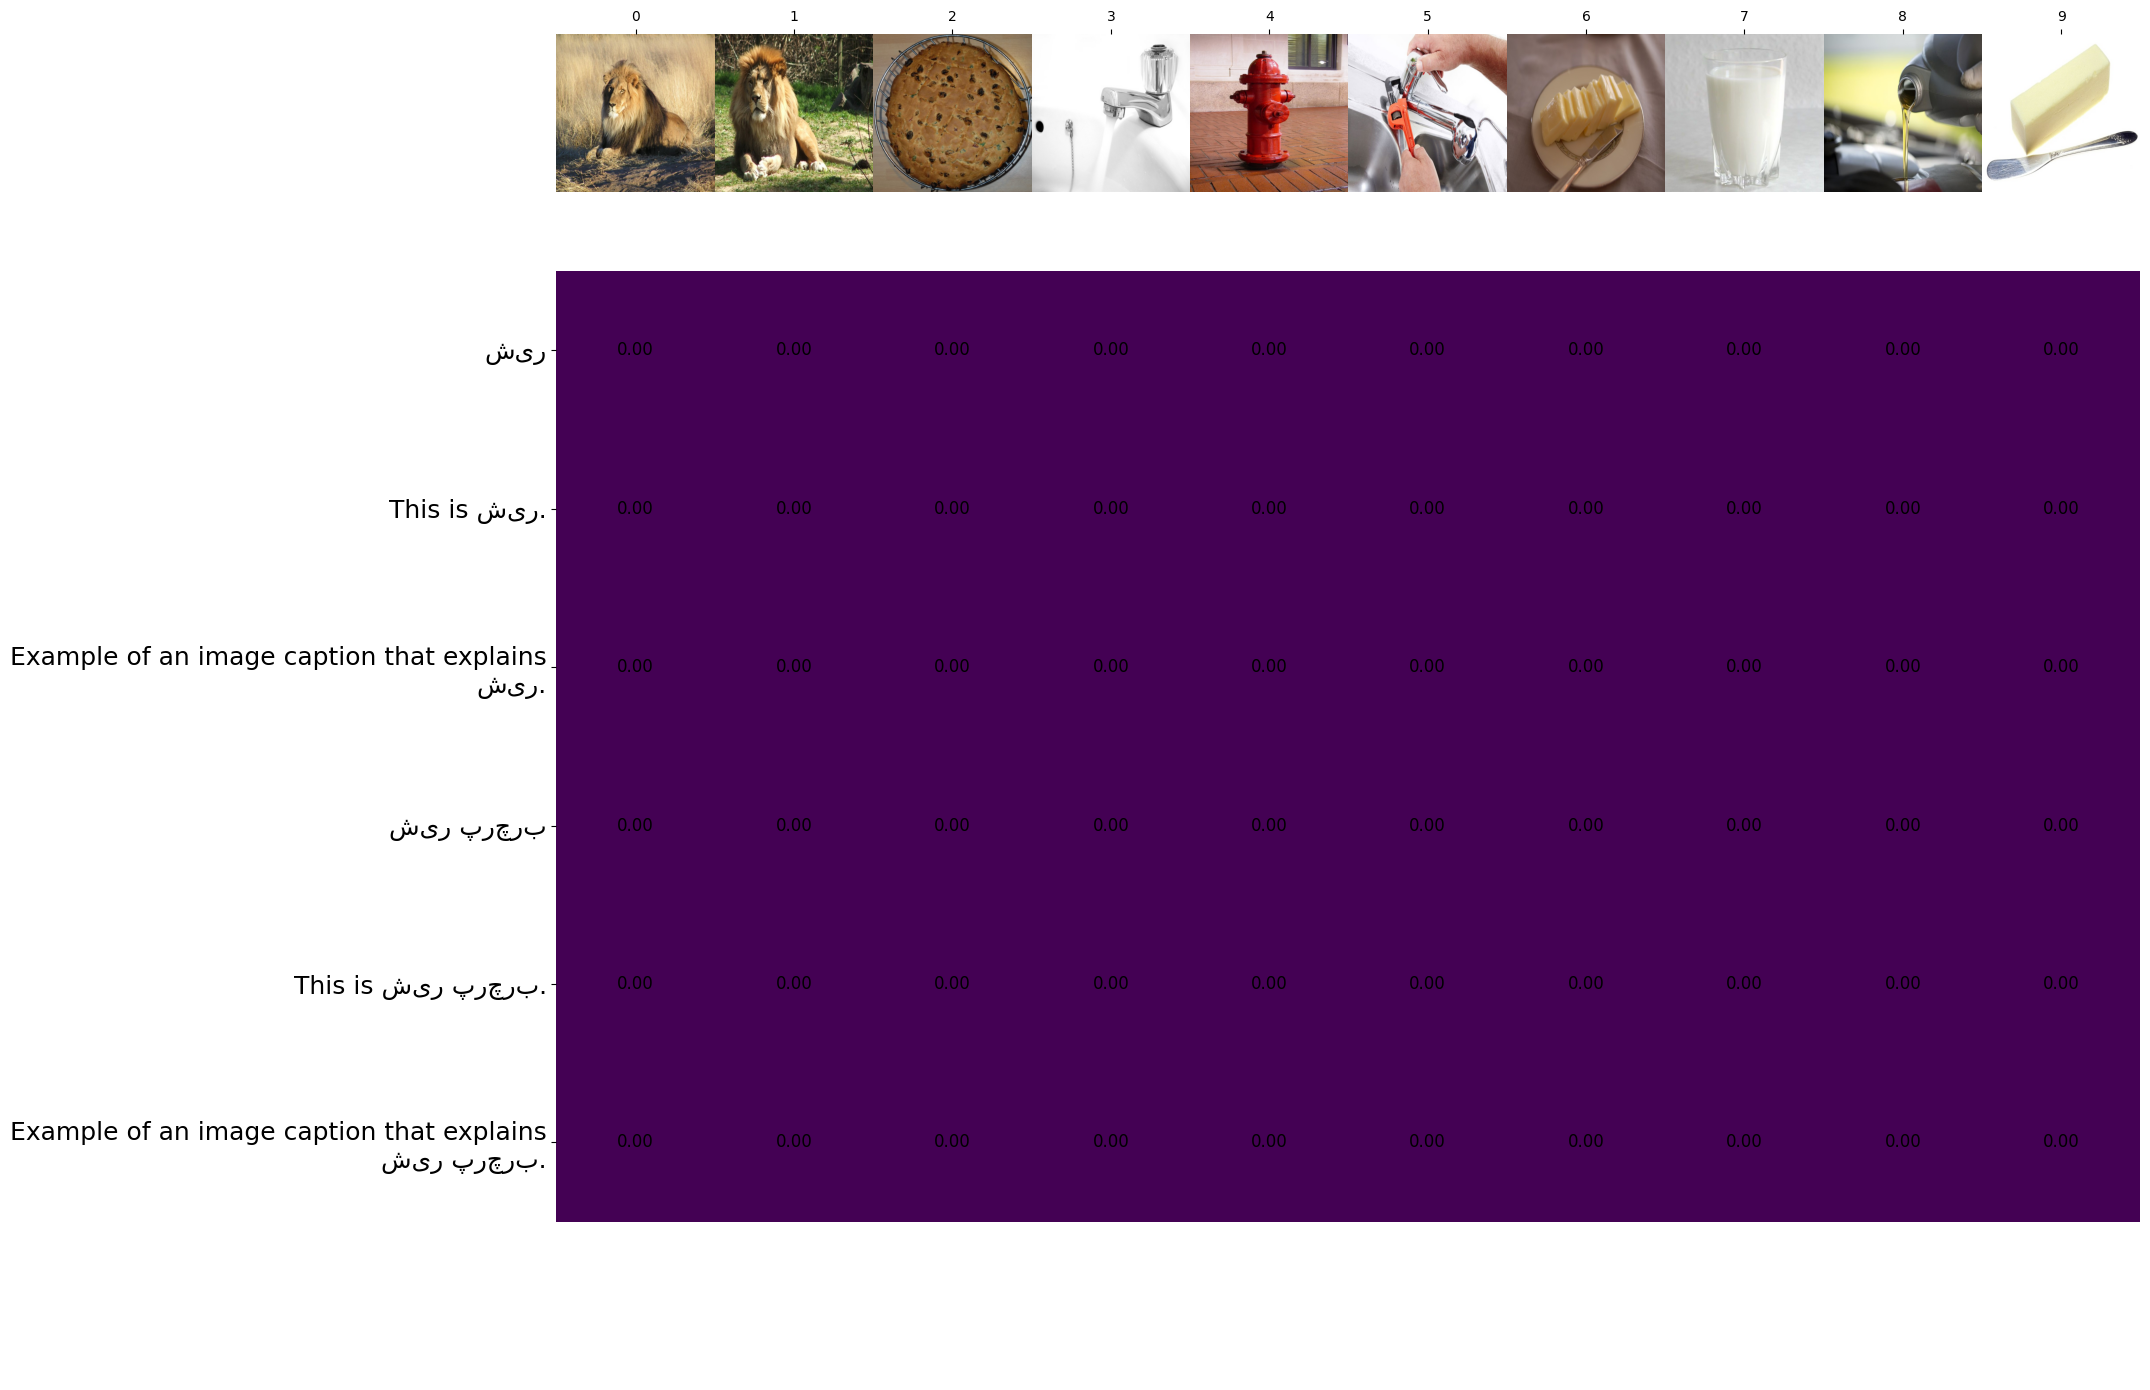 0 1 2 3 4 5 6 7 8 9
شیر 0.00 0.00 0.00 0.00 0.00 0.00 0.00 0.00 0.00 0.00
This is شیر. 0.00 0.00 0.00 0.00 0.00 0.00 0.00 0.00 0.00 0.00
Example of an image caption that explains
شیر. 0.00 0.00 0.00 0.00 0.00 0.00 0.00 0.00 0.00 0.00
شیر پرچرب 0.00 0.00 0.00 0.00 0.00 0.00 0.00 0.00 0.00 0.00
This is شیر پرچرب. 0.00 0.00 0.00 0.00 0.00 0.00 0.00 0.00 0.00 0.00
Example of an image caption that explains
شیر پرچرب. 0.00 0.00 0.00 0.00 0.00 0.00 0.00 0.00 0.00 0.00